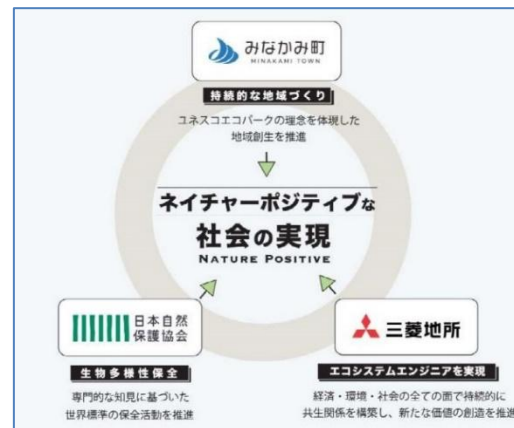 みなかみ町
MINAKAMI TOWN
持続的な地域づくり
ユネスコエコパークの理念を体現した
地域創生を推進
ネイチャーポジティブな
社会の実現
NATURE POSITIVE
日本自然
保護協会
生物多様性保全
専門的な知見に基づいた
世界標準の保全活動を推進
三菱地所
エコシステムエンジニアを実現
経済・環境・社会の全ての面で持続的に
共生関係を構築し、新たな価値の創造を推進